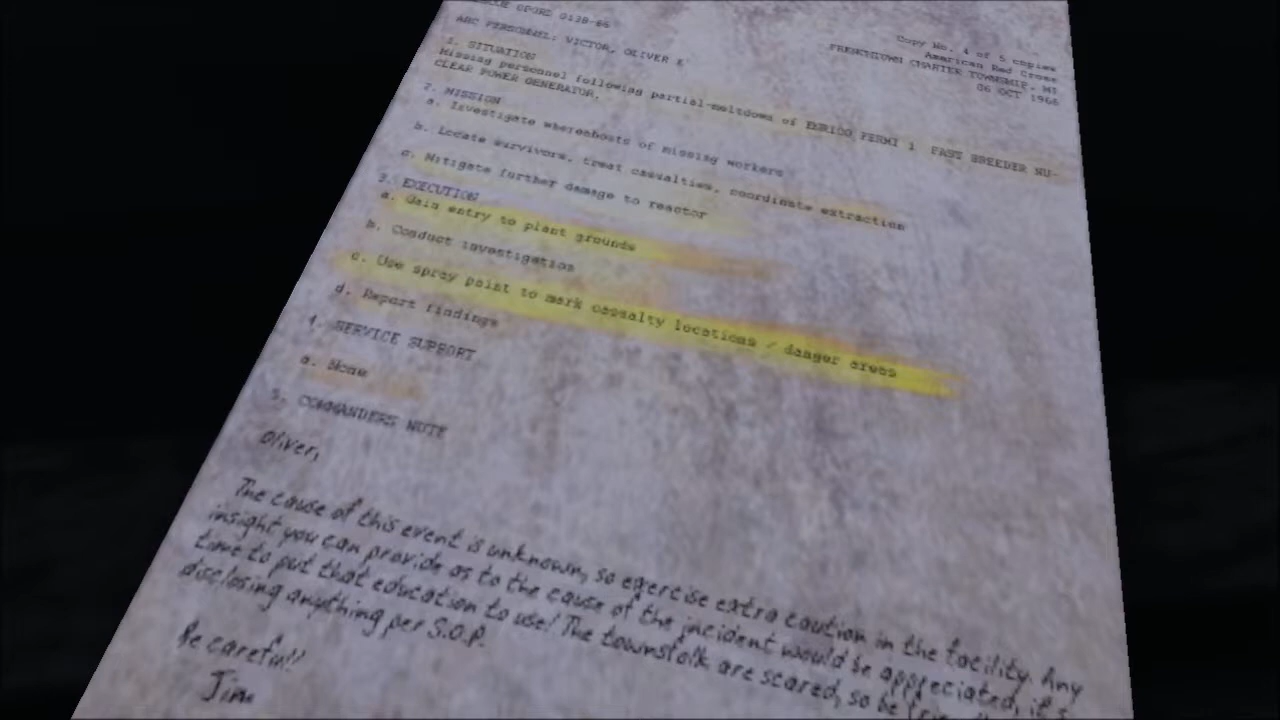 OPORD 0138-66
Copy No. 4 of 5 copies
American Red Cross
FRENCHTOWN CHARTER TOWNSHIP, MI
06 OCT 1966
ARC PERSONNEL: VICTOR, OLIVER E
1. SITUATION
Missing personnel following partial-meltdown of ENRICO FERMI 1 FAST BREEDER NU-
CLEAR POWER GENERATOR.
2. MISSION
a. Investigate whereabouts of missing workers
b. Locate survivors, treat casualties, coordinate extraction
c. Mitigate further damage to reactor
3. EXECUTION
a. Gain entry to plant grounds
b. Conduct investigation
c. Use spray paint to mark casualty locations / danger areas
d. Report findings
4. SERVICE SUPPORT
a. None
5. COMMANDERS NOTE
Oliver,
The cause of this event is unknown, so exercise extra caution in the facility. Any
insight you can provide as to the cause of the incident would be appreciated, it's
time to put that education to use! The townsfolk are scared, so be
disclosing anything per S.O.P.
Be careful!
Jim